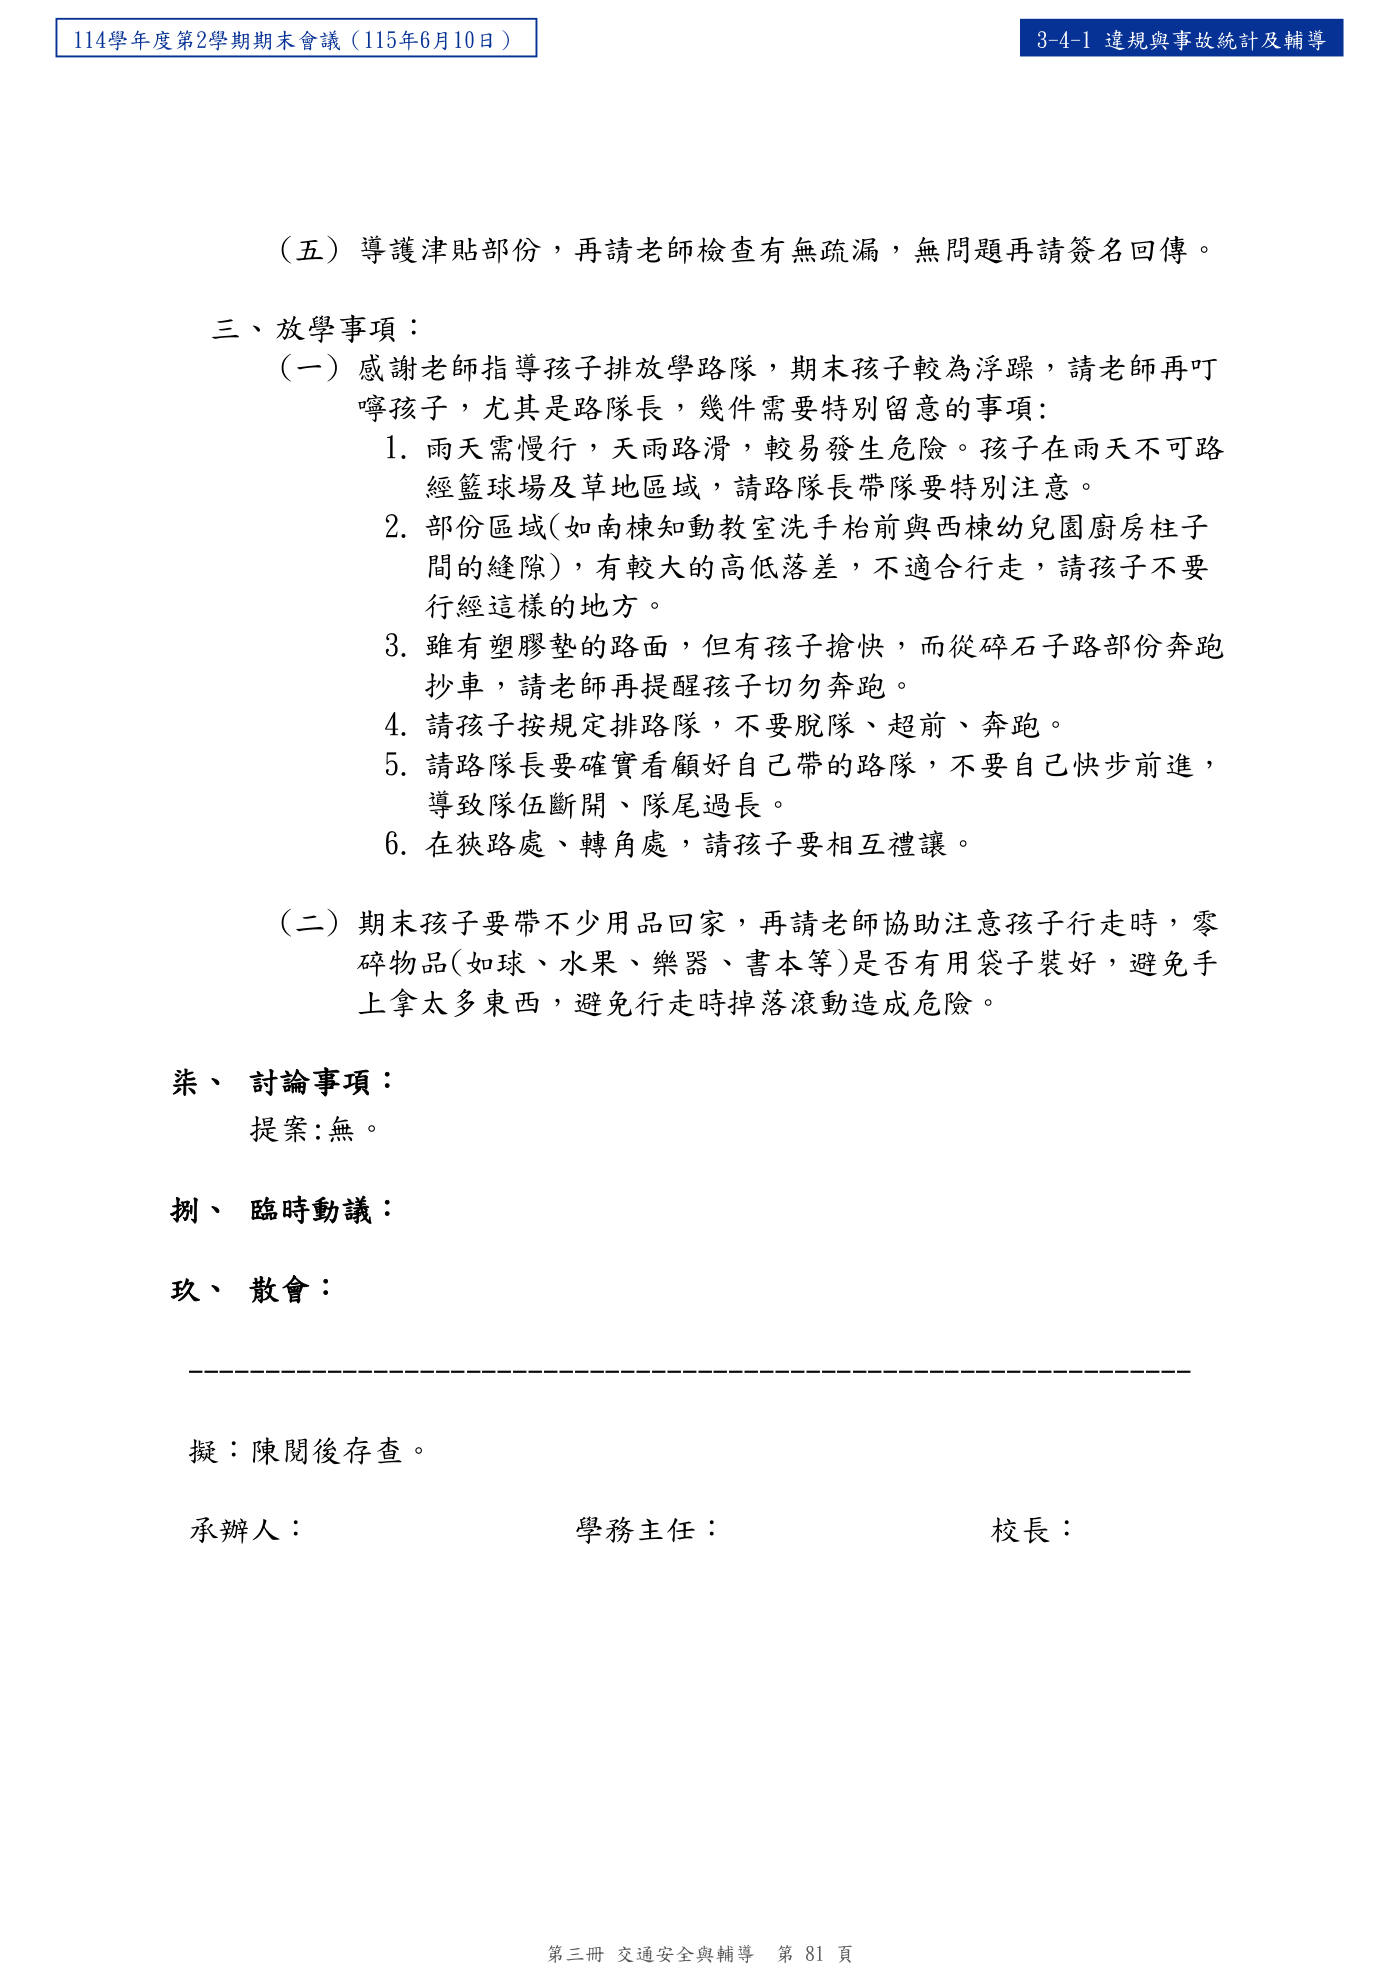 114學年度第2學期期末會議（115年6月10日）
3-4-1 違規與事故統計及輔導
（五）導護津貼部份，再請老師檢查有無疏漏，無問題再請簽名回傳。
三、放學事項：
（一）感謝老師指導孩子排放學路隊，期末孩子較為浮躁，請老師再叮
嚀孩子，尤其是路隊長，幾件需要特別留意的事項:
1. 雨天需慢行，天雨路滑，較易發生危險。孩子在雨天不可路
經籃球場及草地區域，請路隊長帶隊要特別注意。
2. 部份區域(如南棟知動教室洗手枱前與西棟幼兒園廚房柱子
間的縫隙)，有較大的高低落差，不適合行走，請孩子不要
行經這樣的地方。
3. 雖有塑膠墊的路面，但有孩子搶快，而從碎石子路部份奔跑
抄車，請老師再提醒孩子切勿奔跑。
4. 請孩子按規定排路隊，不要脫隊、超前、奔跑。
5. 請路隊長要確實看顧好自己帶的路隊，不要自己快步前進，
導致隊伍斷開、隊尾過長。
6. 在狹路處、轉角處，請孩子要相互禮讓。
（二）期末孩子要帶不少用品回家，再請老師協助注意孩子行走時，零
碎物品(如球、水果、樂器、書本等)是否有用袋子裝好，避免手
上拿太多東西，避免行走時掉落滾動造成危險。
柒、 討論事項：
提案:無。
捌、 臨時動議：
玖、 散會：
-----------------------------------------------------------------
擬：陳閱後存查。
承辦人： 學務主任： 校長：
第三冊 交通安全與輔導 第 81 頁